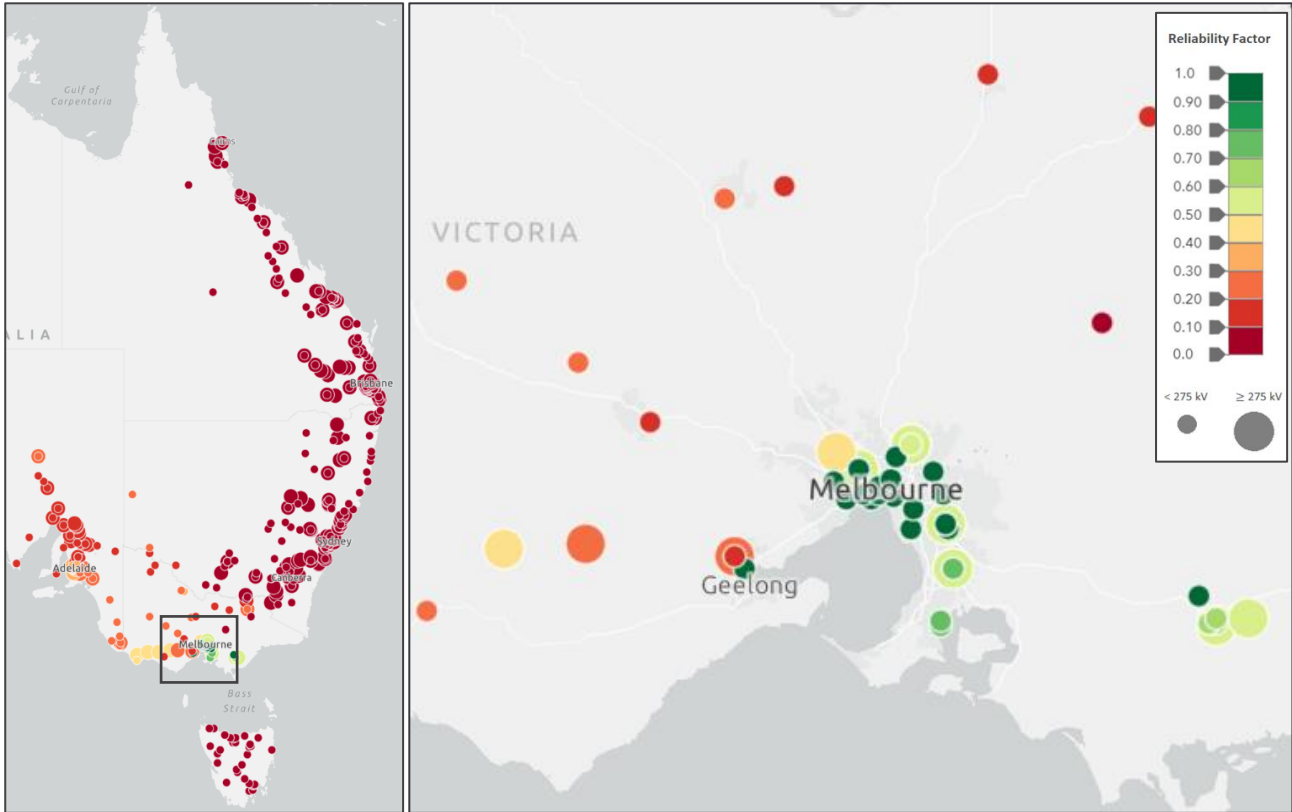 Gulf of
Carpentaria
Cairns
ALIA
Brisbane
Sydney
Adelaide
Canberra
Melbourne
Bass
Strait
VICTORIA
Melbourne
Geelong
Reliability Factor
1.0
0.90
0.80
0.70
0.60
0.50
0.40
0.30
0.20
0.10
0.0
< 275 kV ≥ 275 kV